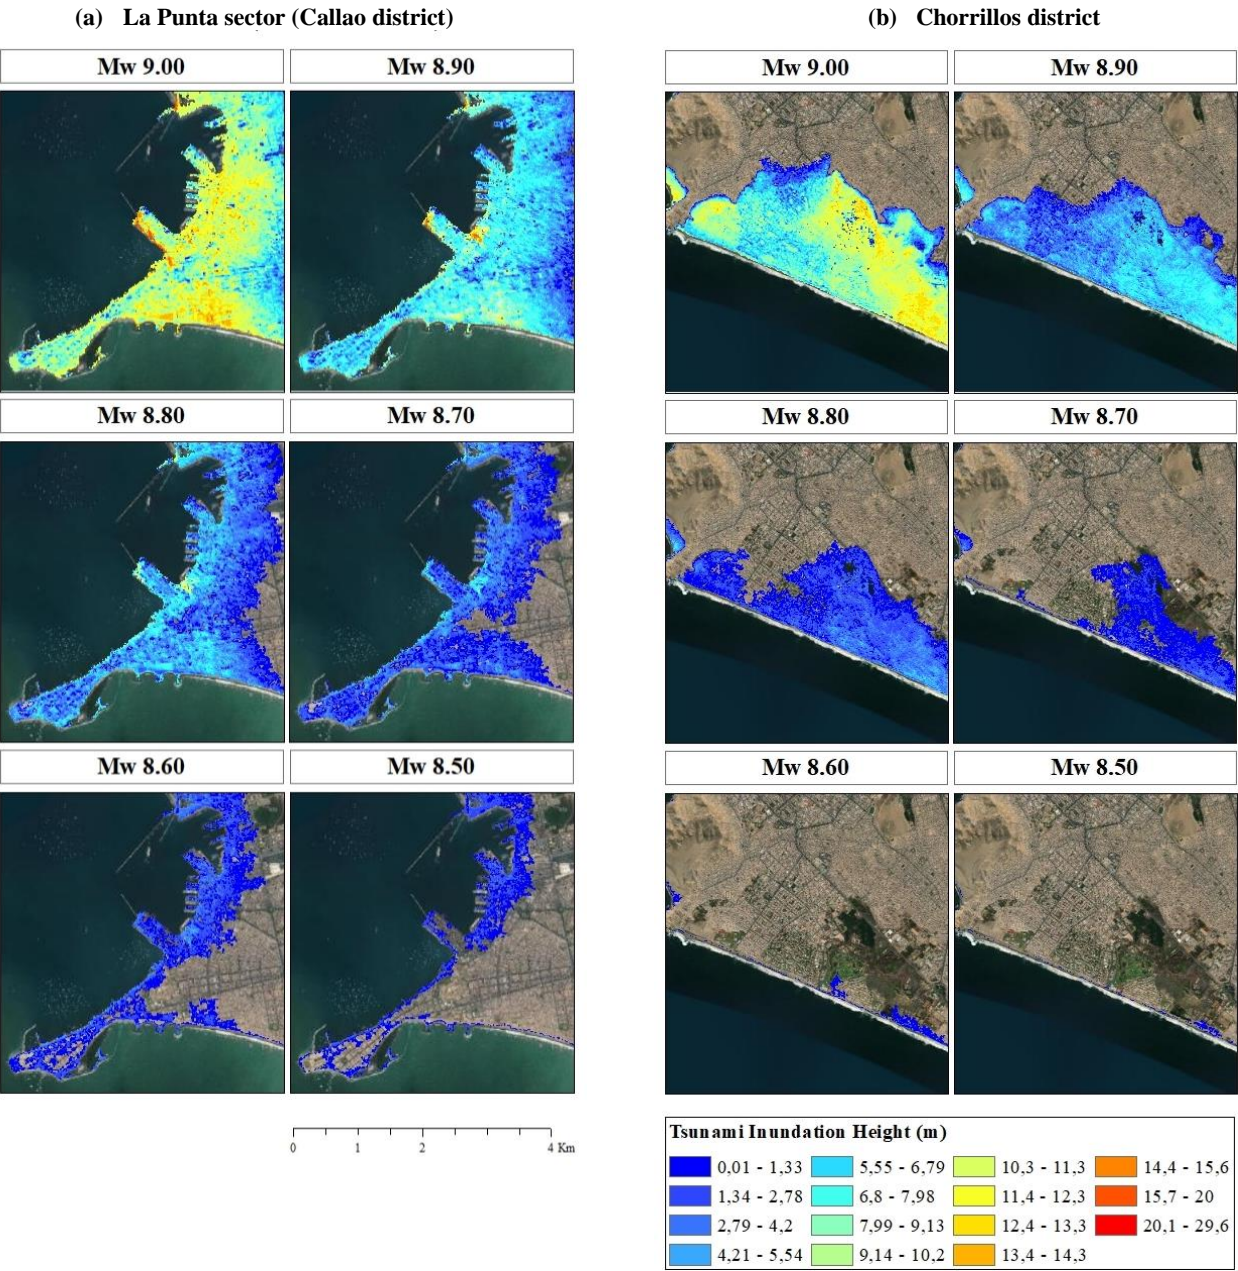 (a) La Punta sector (Callao district)
(b) Chorrillos district
Mw 9.00
Mw 8.90
Mw 9.00
Mw 8.90
Mw 8.80
Mw 8.70
Mw 8.80
Mw 8.70
Mw 8.60
Mw 8.50
Mw 8.60
Mw 8.50
0 1 2 4 Km
Tsunami Inundation Height (m)
0,01 - 1,33
5,55 - 6,79
10,3 - 11,3
14,4 - 15,6
1,34 - 2,78
6,8 - 7,98
11,4 - 12,3
15,7 - 20
2,79 - 4,2
7,99 - 9,13
12,4 - 13,3
20,1 - 29,6
4,21 - 5,54
9,14 - 10,2
13,4 - 14,3